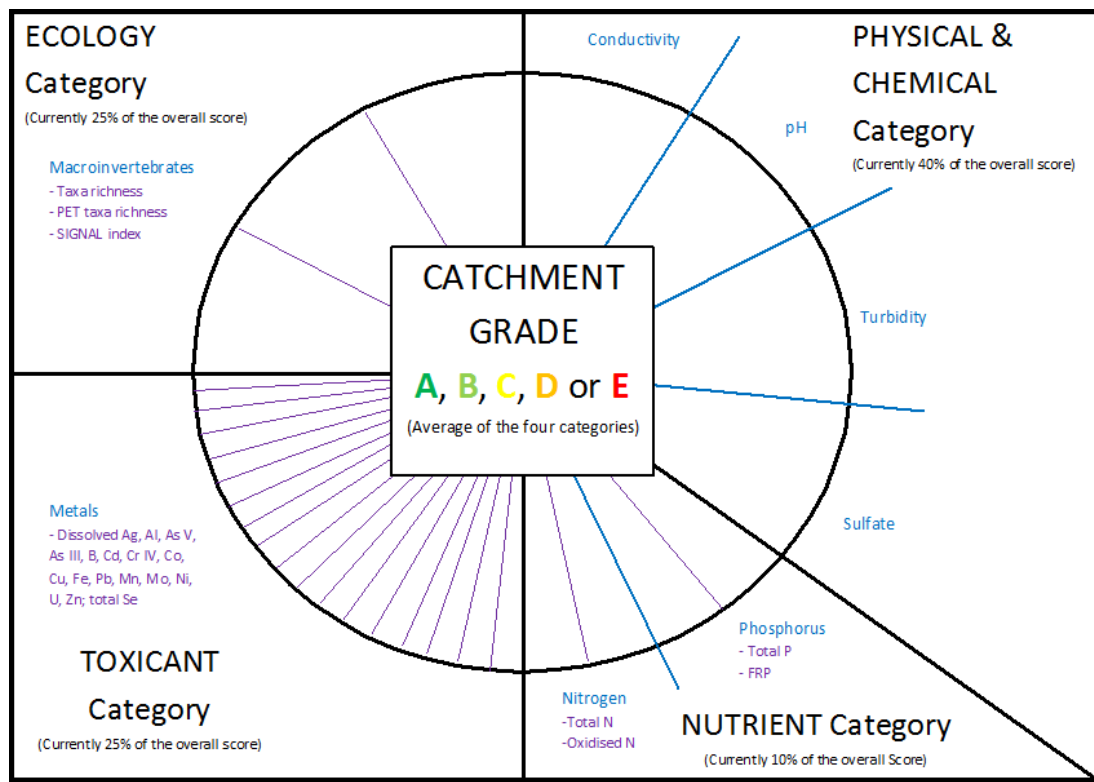 ECOLOGY
Category
(Currently 25% of the overall score)
Macroinvertebrates
- Taxa richness
- PET taxa richness
- SIGNAL index
Conductivity
PHYSICAL &
CHEMICAL
Category
(Currently 40% of the overall score)
pH
Turbidity
Sulfate
CATCHMENT
GRADE
A, B, C, D or E
(Average of the four categories)
Metals
- Dissolved Ag, Al, As V,
As III, B, Cd, Cr IV, Co,
Cu, Fe, Pb, Mn, Mo, Ni,
U, Zn; total Se
TOXICANT
Category
(Currently 25% of the overall score)
Phosphorus
- Total P
- FRP
Nitrogen
-Total N
-Oxidised N
NUTRIENT Category
(Currently 10% of the overall Score)